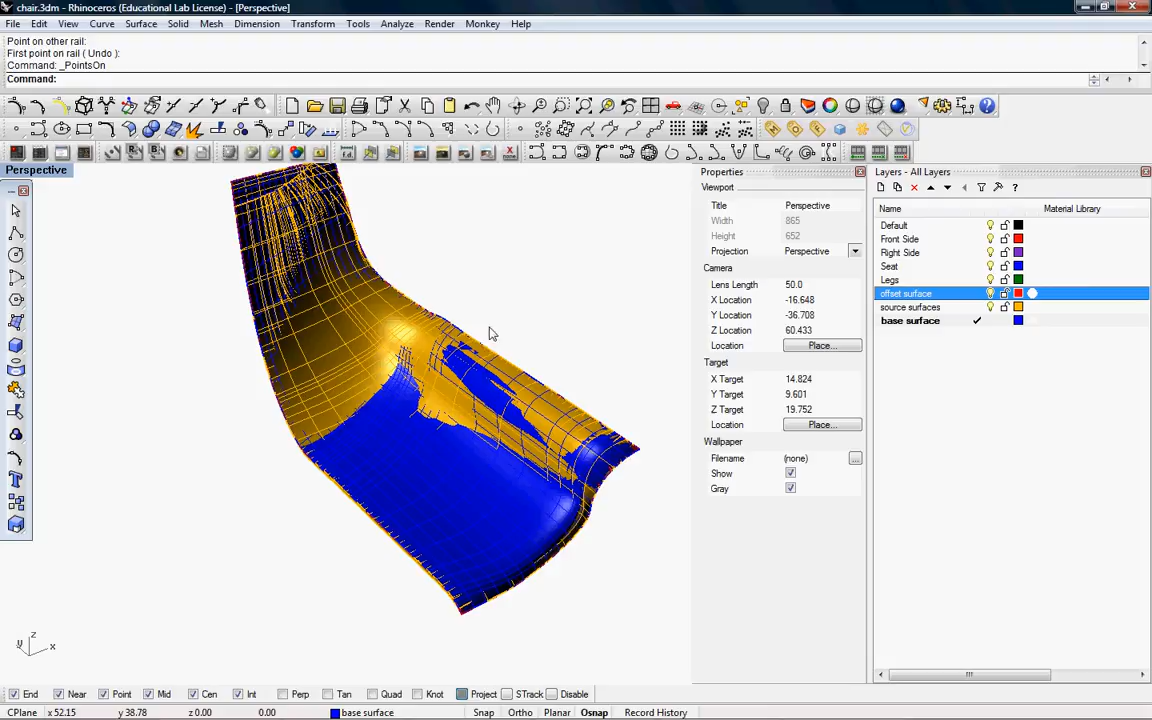 chair.3dm - Rhinoceros (Educational Lab License) - [Perspective]
File Edit View Curve Surface Solid Mesh Dimension Transform Tools Analyze Render Monkey Help
Point on other rail:
First point on rail ( Undo ):
Command: _PointsOn
Command:
Perspective
Properties
Viewport
Title Perspective
Width 865
Height 652
Projection Perspective
Camera
Lens Length 50.0
X Location -16.648
Y Location -36.708
Z Location 60.433
Location Place...
Target
X Target 14.824
Y Target 9.601
Z Target 19.752
Location Place...
Wallpaper
Filename (none) ...
Show
Gray
Layers - All Layers
Name Material Library
Default
Front Side
Right Side
Seat
Legs
offset surface
source surfaces
base surface
z
y x
End Near Point Mid Cen Int Perp Tan Quad Knot Project STrack Disable
CPlane x 52.15 y 38.78 z 0.00 0.00 base surface Snap Ortho Planar Osnap Record History